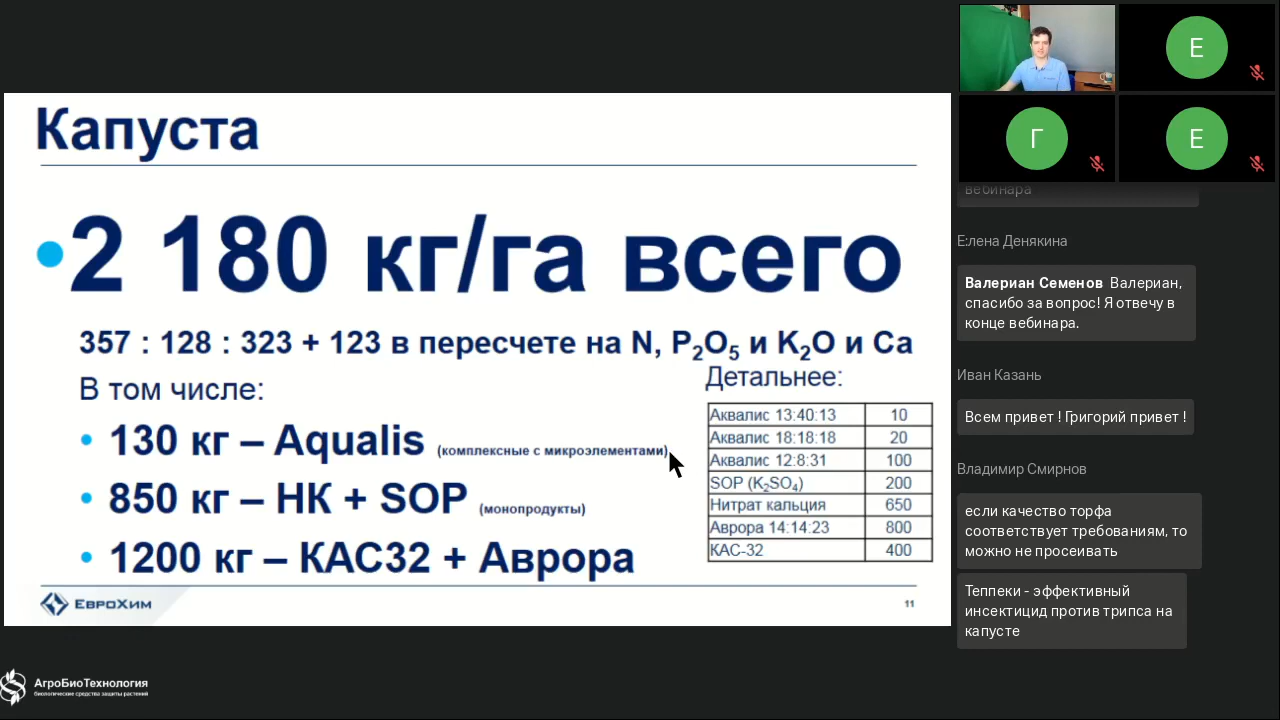 Капуста
•2 180 кг/га всего
357 : 128 : 323 + 123 в пересчете на N, P₂O₅ и K₂O и Ca
В том числе:
• 130 кг – Aqualis (комплексные с микроэлементами)
• 850 кг – НК + SOP (монопродукты)
• 1200 кг – КАС32 + Аврора
Детальнее:
Аквалис 13:40:13 10
Аквалис 18:18:18 20
Аквалис 12:8:31 100
SOP (K₂SO₄) 200
Нитрат кальция 650
Аврора 14:14:23 800
КАС-32 400
ЕвроХим
11
АгроБиоТехнология
биологические средства защиты растений
Е
Г
Е
вебинара
Елена Денякина
Валериан Семенов Валериан,
спасибо за вопрос! Я отвечу в
конце вебинара.
Иван Казань
Всем привет ! Григорий привет !
Владимир Смирнов
если качество торфа
соответствует требованиям, то
можно не просеивать
Теппеки - эффективный
инсектицид против трипса на
капусте